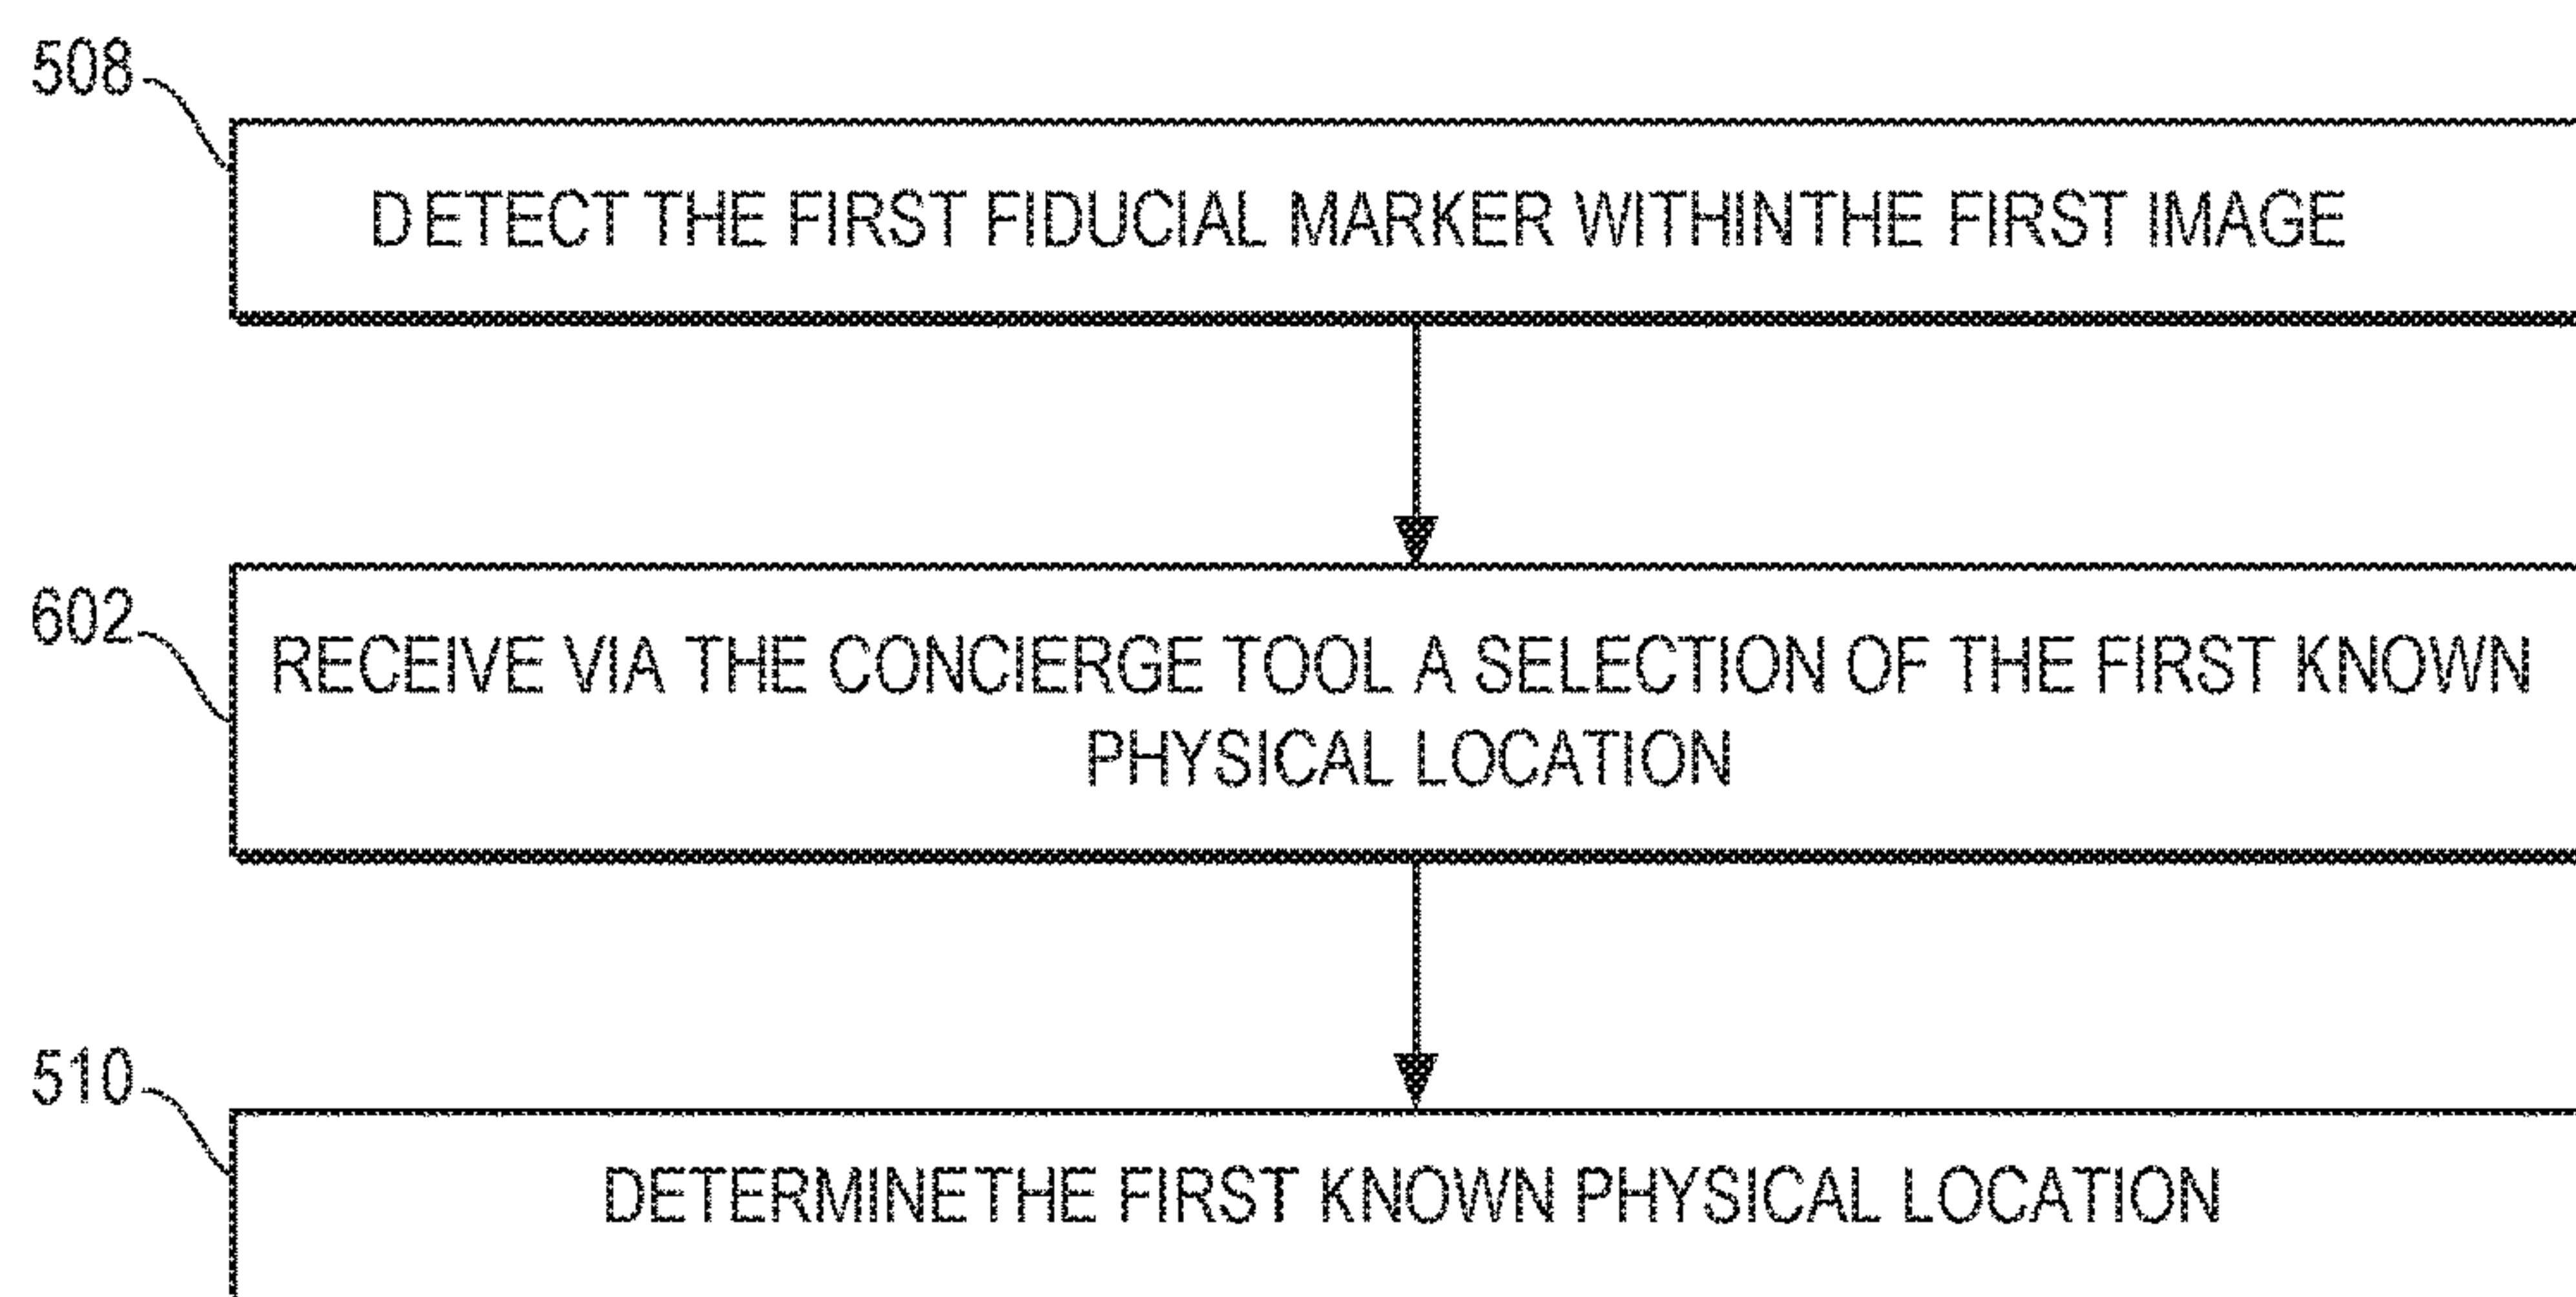 508
DETECT THE FIRST FIDUCIAL MARKER WITHINTHE FIRST IMAGE
602
RECEIVE VIA THE CONCIERGE TOOL A SELECTION OF THE FIRST KNOWN
PHYSICAL LOCATION
510
DETERMINETHE FIRST KNOWN PHYSICAL LOCATION